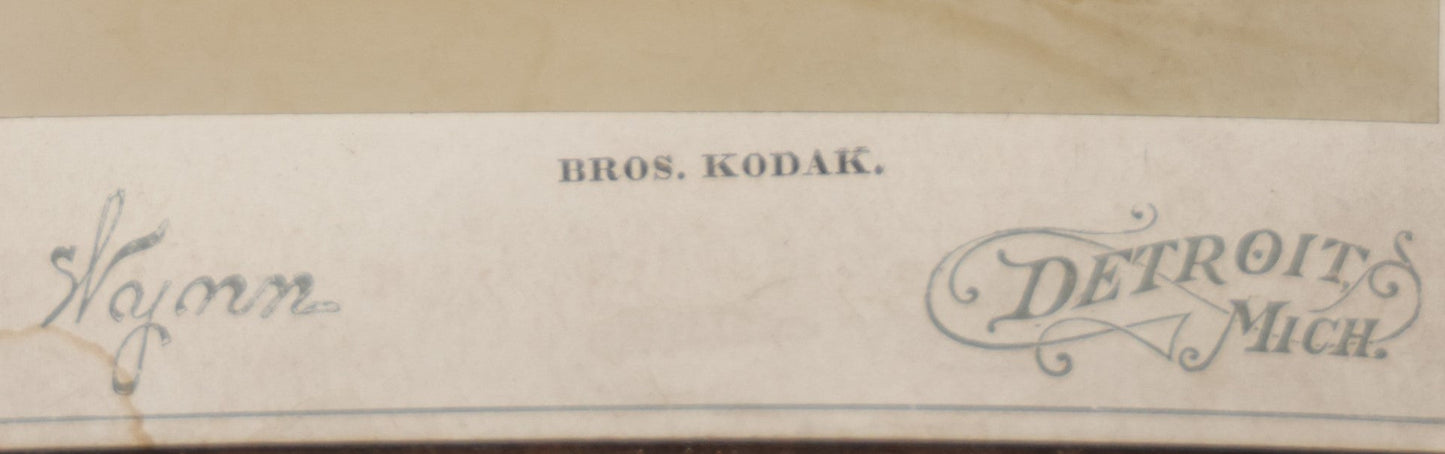 BROS. KODAK.
Wynn
DETROIT,
MICH.